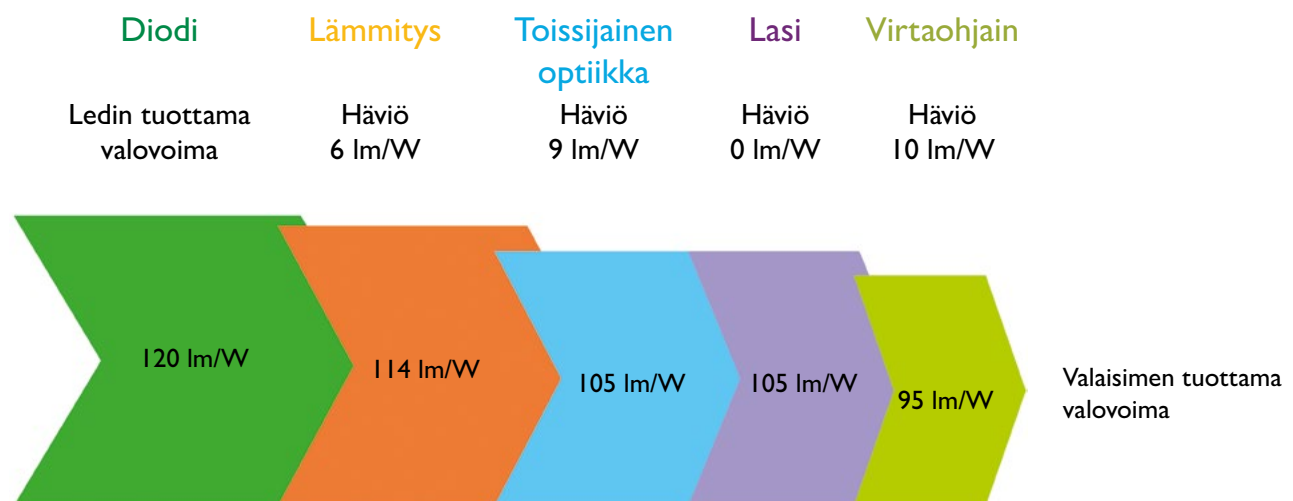 Diodi
Lämmitys
Toissijainen
optiikka
Lasi
Virtaohjain
Ledin tuottama
valovoima
Häviö
6 lm/W
Häviö
9 lm/W
Häviö
0 lm/W
Häviö
10 lm/W
120 lm/W
114 lm/W
105 lm/W
105 lm/W
95 lm/W
Valaisimen tuottama
valovoima